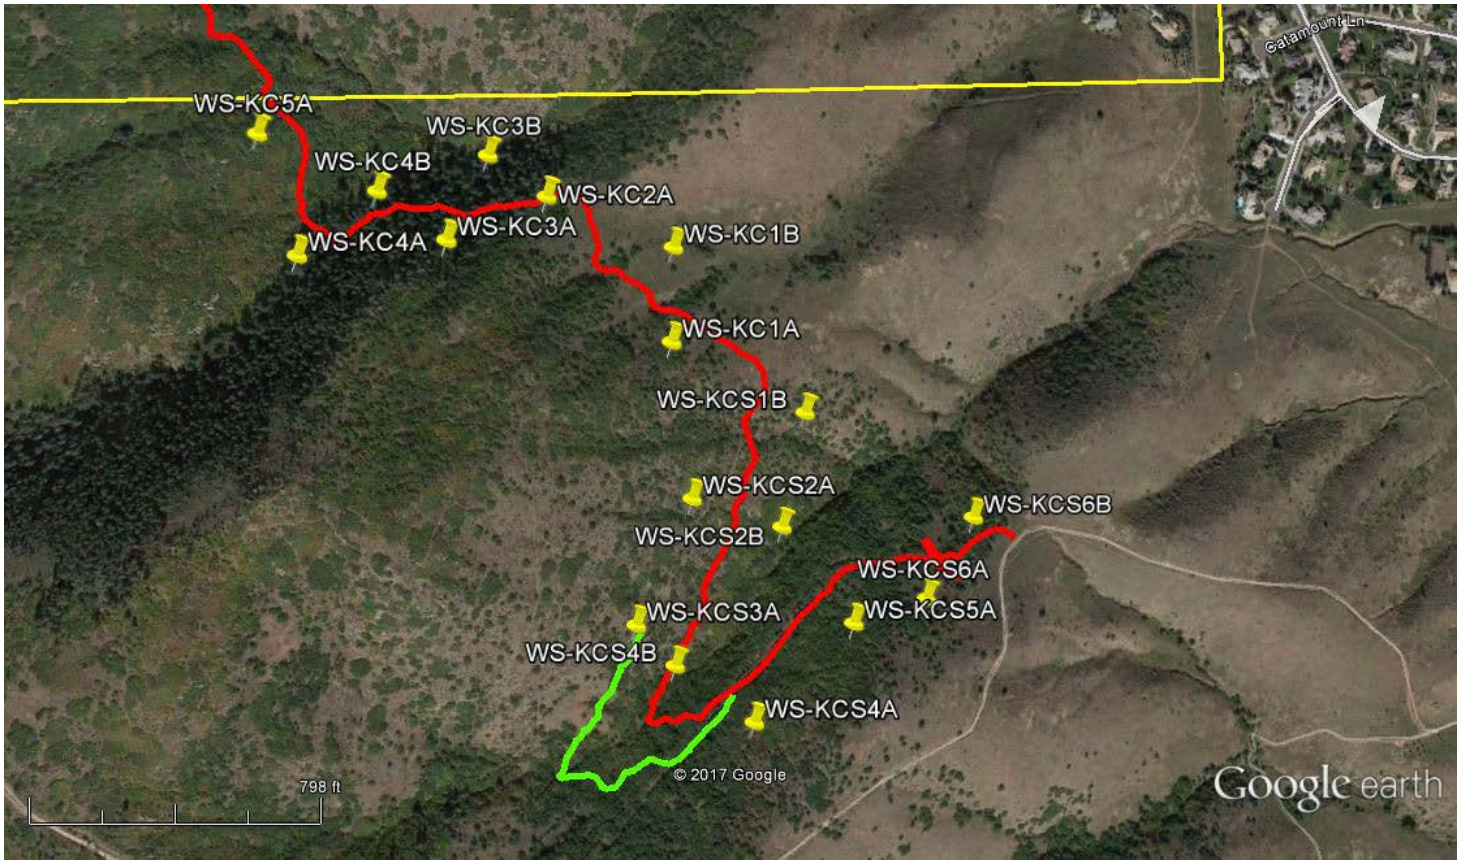 Catamount Ln
WS-KC5A
WS-KC3B
WS-KC4B
WS-KC2A
WS-KC3A
WS-KC4A
WS-KC1B
WS-KC1A
WS-KCS1B
WS-KCS2A
WS-KCS6B
WS-KCS2B
WS-KCS6A
WS-KCS5A
WS-KCS3A
WS-KCS4B
WS-KCS4A
© 2017 Google
798 ft
Google earth